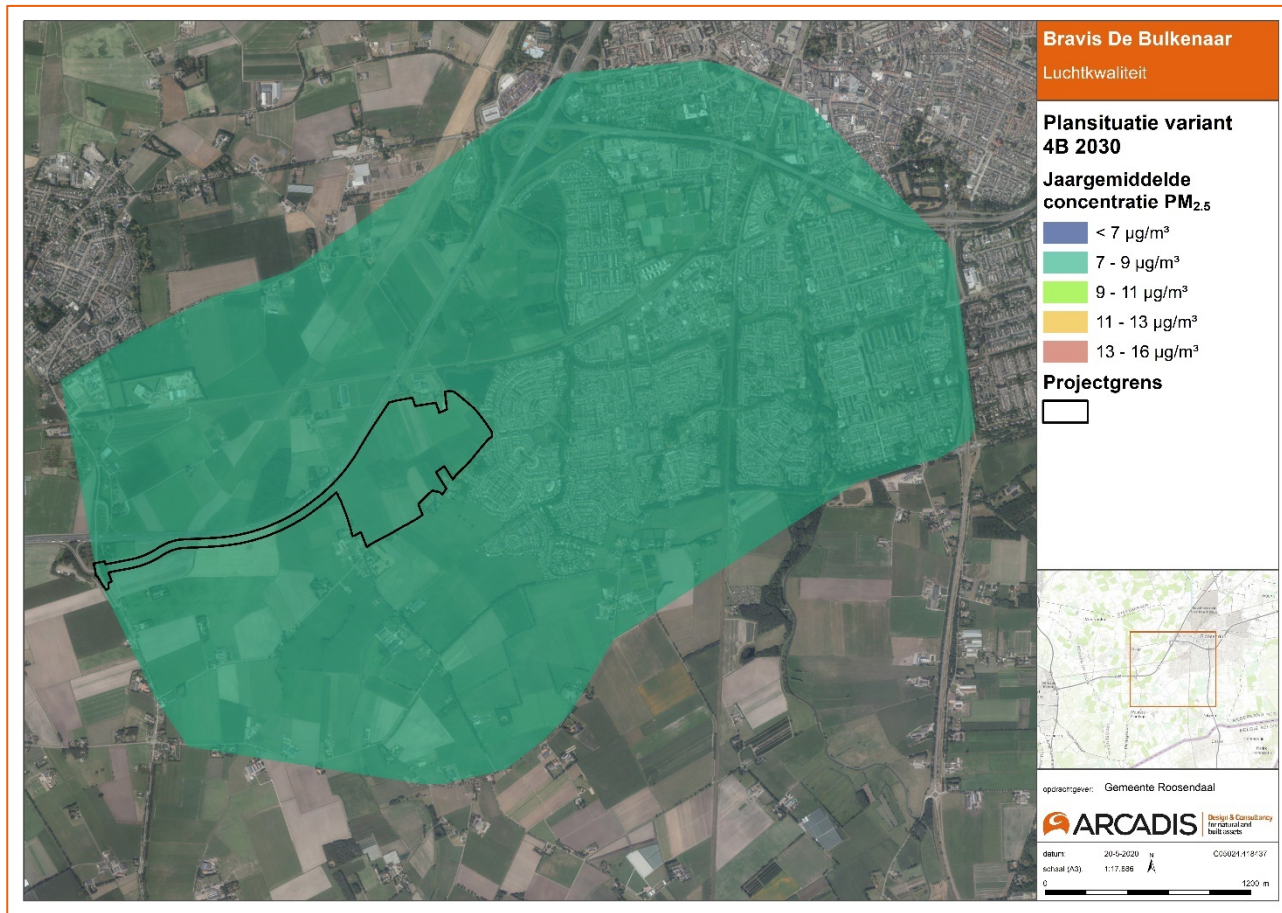 Bravis De Bulkenaar
Luchtkwaliteit
Plansituatie variant
4B 2030
Jaargemiddelde
concentratie PM2.5
< 7 µg/m³
7 - 9 µg/m³
9 - 11 µg/m³
11 - 13 µg/m³
13 - 16 µg/m³
Projectgrens
opdrachtgever: Gemeente Roosendaal
ARCADIS Design & Consultancy
for natural and
built assets
datum: 20-5-2020 N C05024.418437
schaal (A3): 1:17.586
0 1200 m